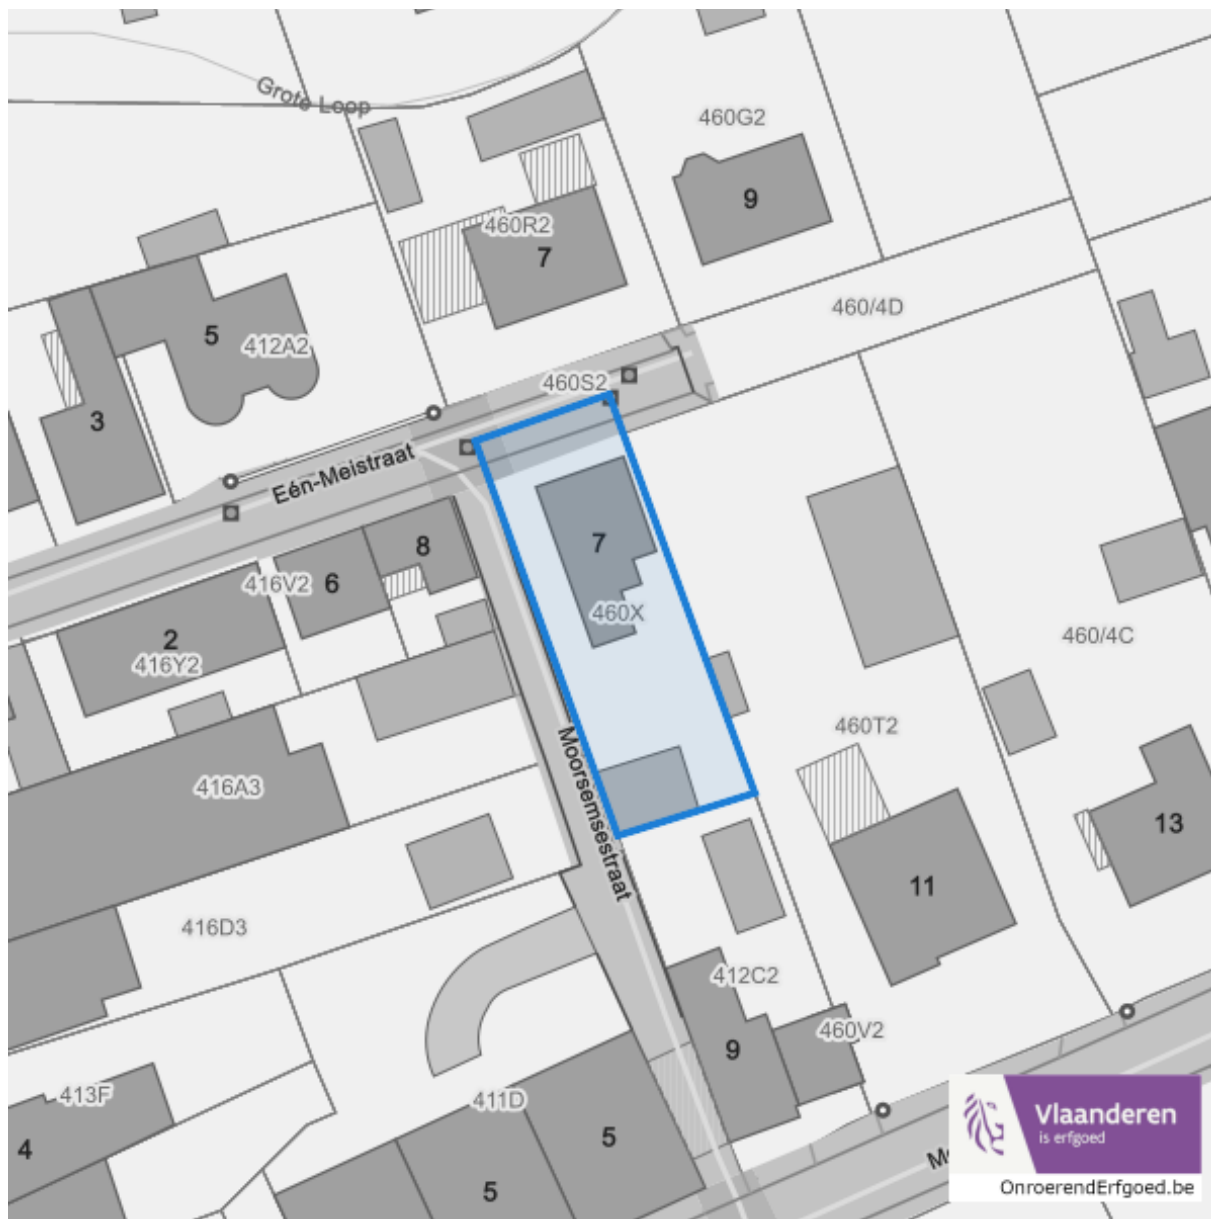 Grote Loop
460G2
9
460R2
7
5
412A2
460/4D
3
460S2
Eén-Meistraat
7
8
416V2
6
460X
2
416Y2
460/4C
460T2
Moorsemsestraat
416A3
13
11
416D3
412C2
460V2
9
413F
411D
4
5
5
Vlaanderen
is erfgoed
OnroerendErfgoed.be